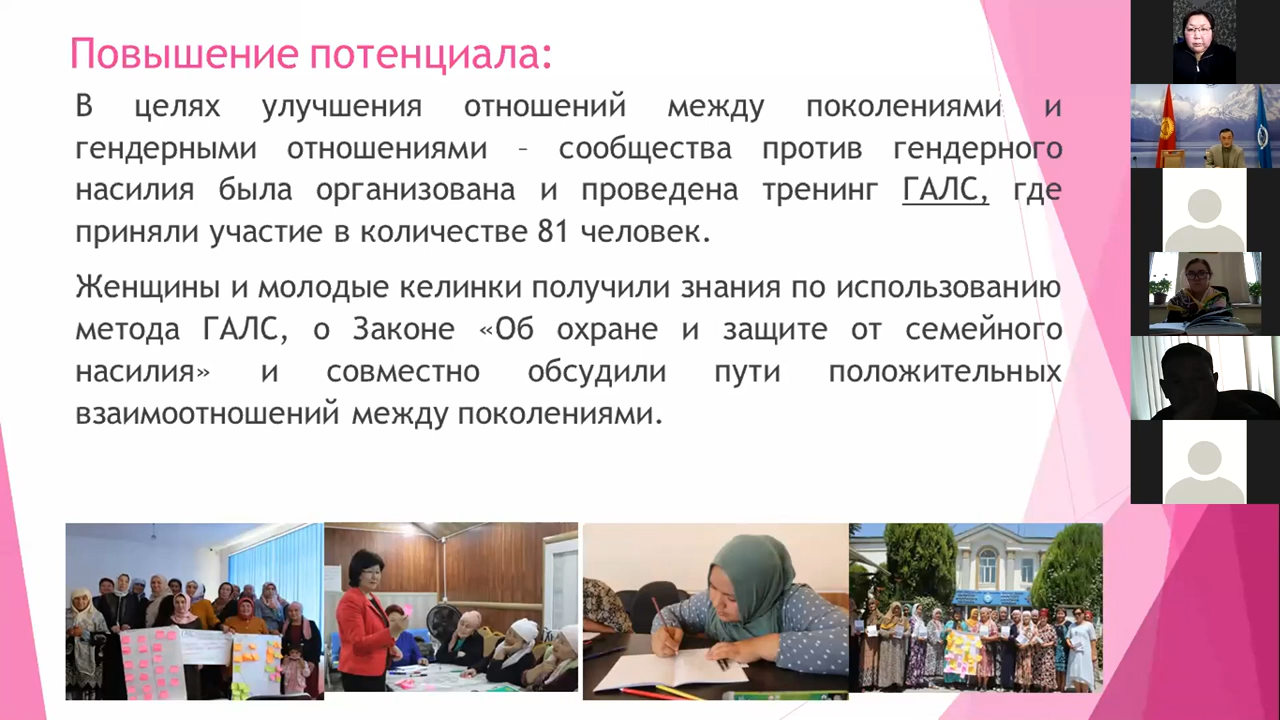 Повышение потенциала:
В целях улучшения отношений между поколениями и
гендерными отношениями – сообщества против гендерного
насилия была организована и проведена тренинг ГАЛС, где
приняли участие в количестве 81 человек.
Женщины и молодые келинки получили знания по использованию
метода ГАЛС, о Законе «Об охране и защите от семейного
насилия» и совместно обсудили пути положительных
взаимоотношений между поколениями.